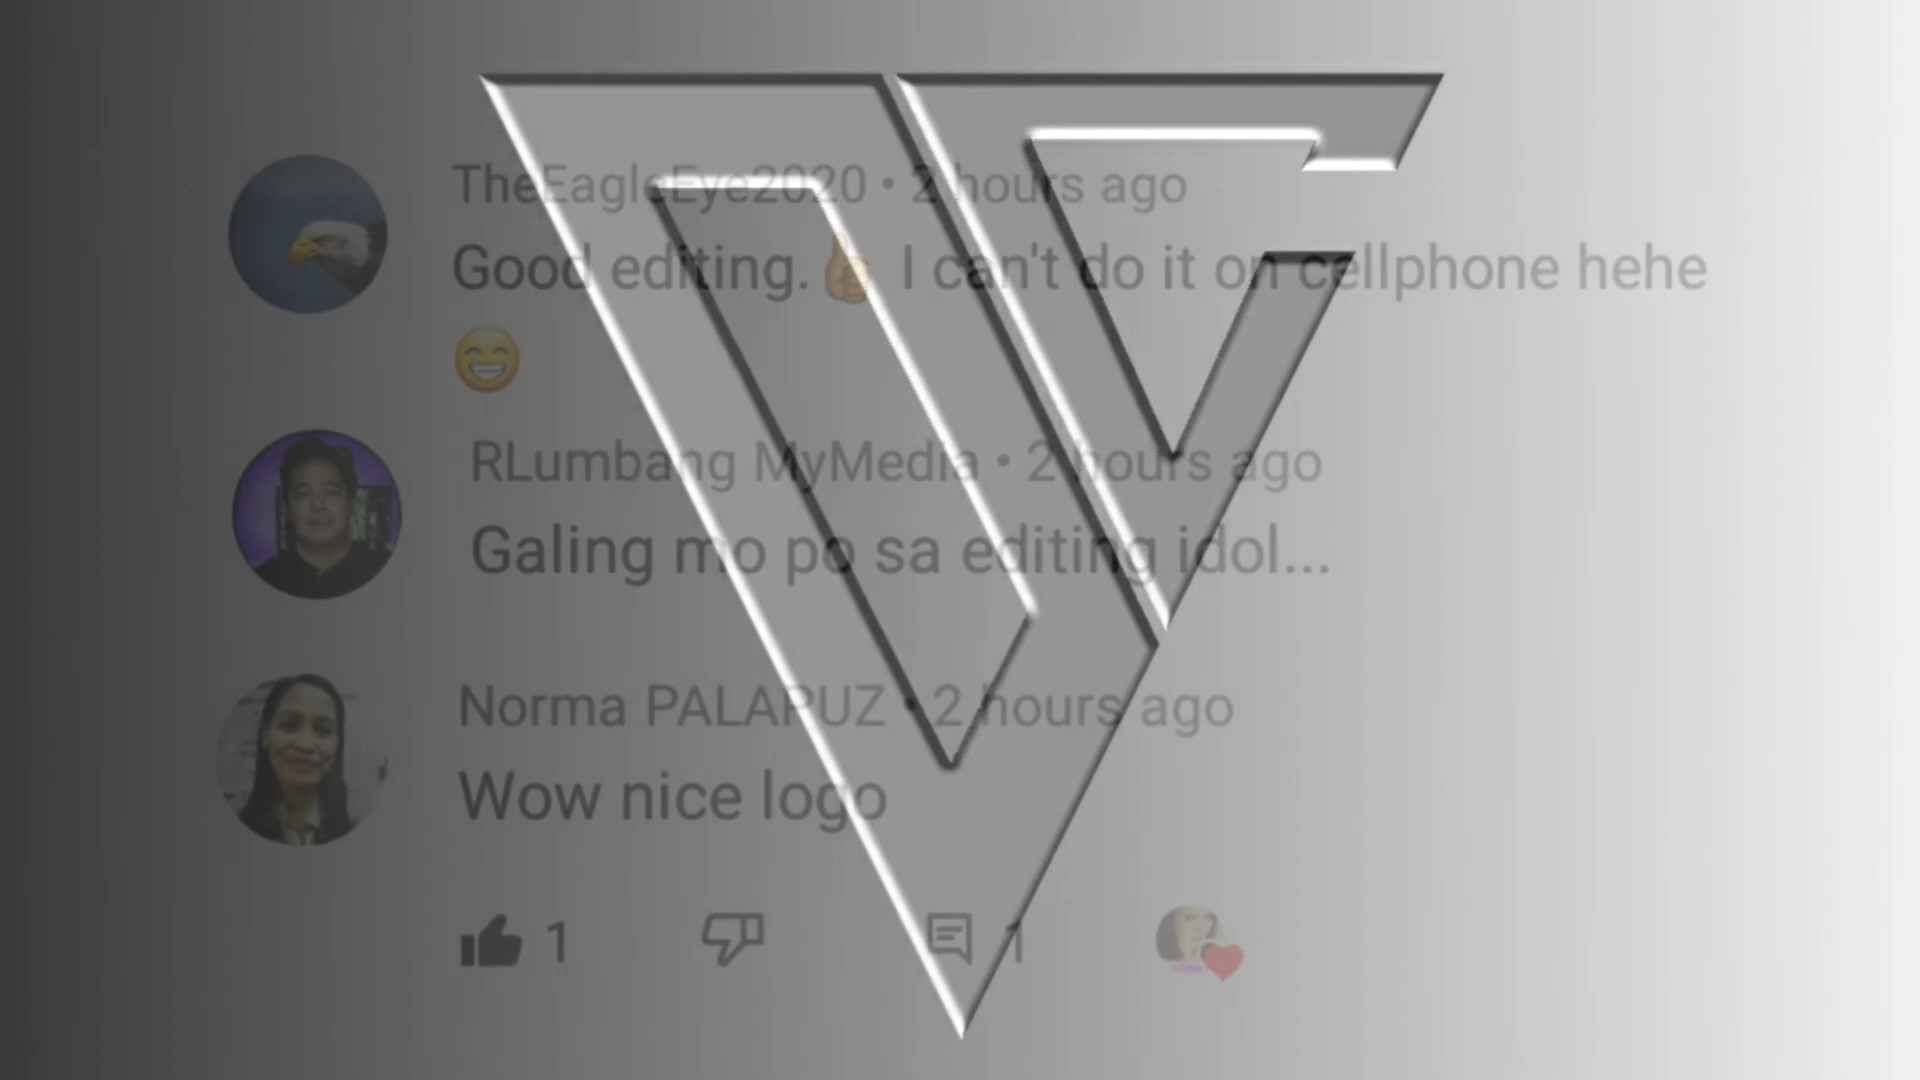 TheEagleEye2020 • 2 hours ago
Good editing. 👍 I can't do it on cellphone hehe
😁
RLumbang MyMedia • 2 hours ago
Galing mo po sa editing idol...
Norma PALAPUZ • 2 hours ago
Wow nice logo
1 1